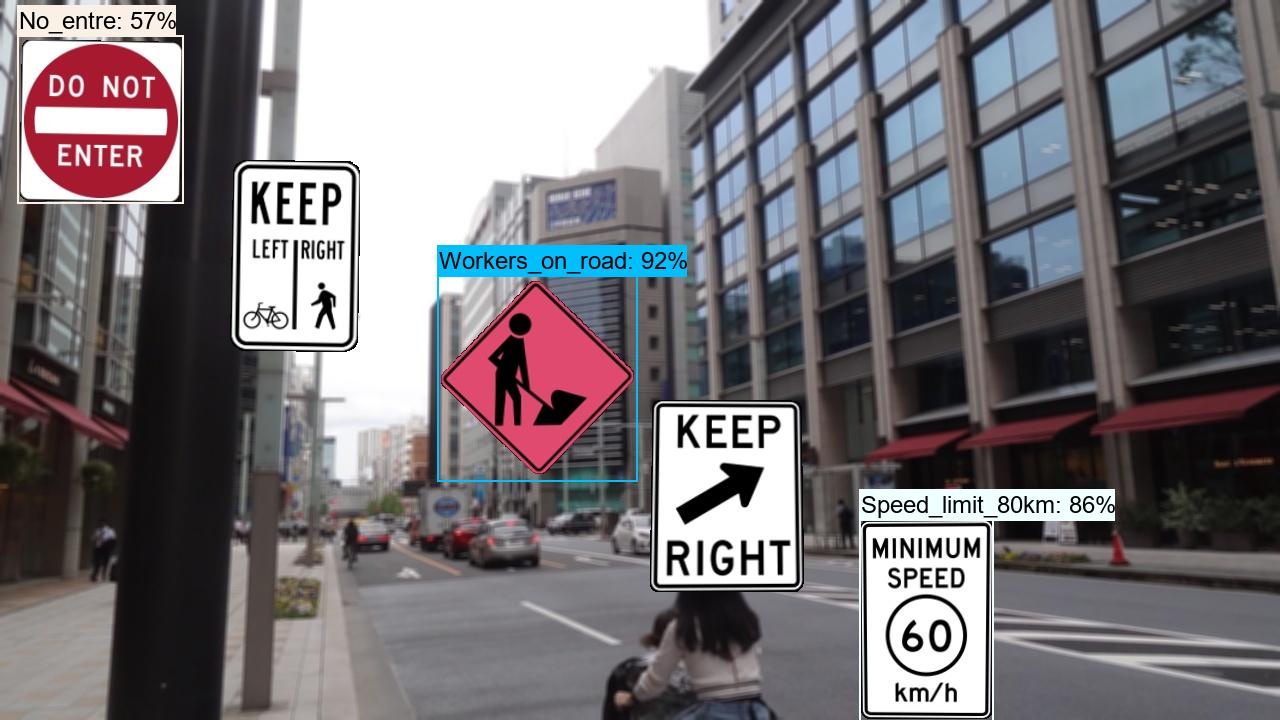 No_entre: 57%
DO NOT
ENTER
KEEP
LEFT RIGHT
Workers_on_road: 92%
KEEP
RIGHT
Speed_limit_80km: 86%
MINIMUM
SPEED
60
km/h